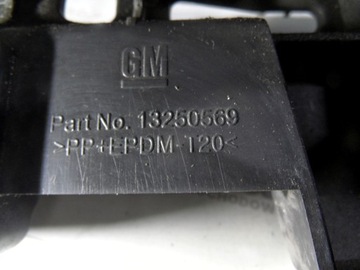 GM
Part No. 13250569
>PP+EPDM-T20<